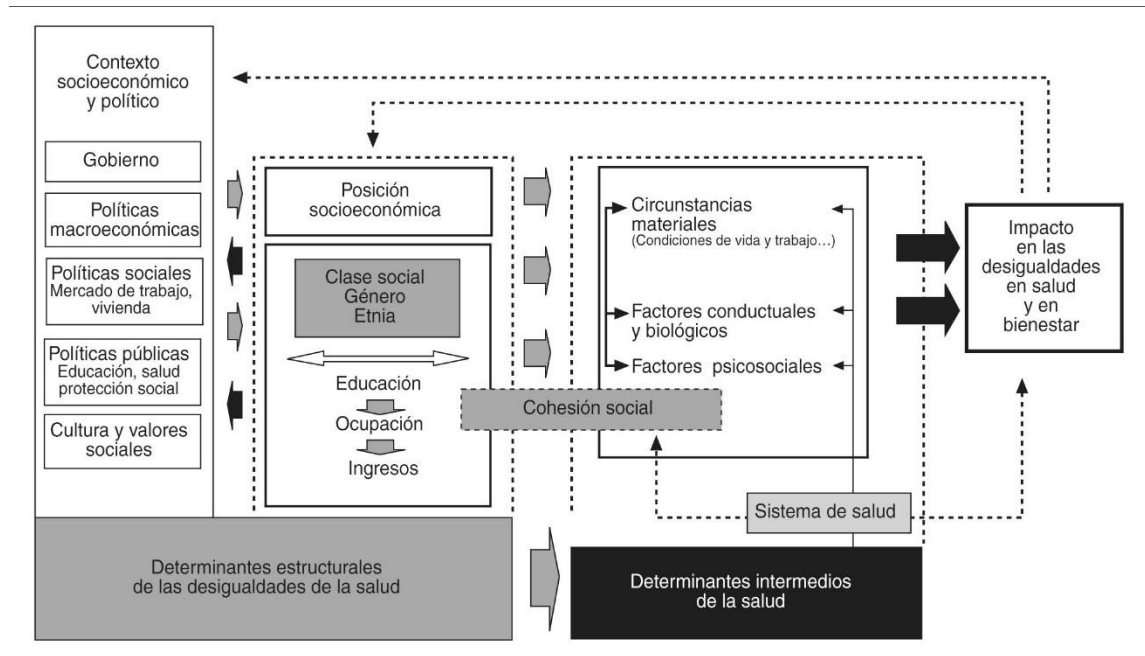 Contexto
socioeconómico
y político
Gobierno
Políticas
macroeconómicas
Políticas sociales
Mercado de trabajo,
vivienda
Políticas públicas
Educación, salud
protección social
Cultura y valores
sociales
Posición
socioeconómica
Clase social
Género
Etnia
Educación
Ocupación
Ingresos
Cohesión social
Circunstancias
materiales
(Condiciones de vida y trabajo...)
Factores conductuales
y biológicos
Factores psicosociales
Sistema de salud
Impacto
en las
desigualdades
en salud
y en
bienestar
Determinantes estructurales
de las desigualdades de la salud
Determinantes intermedios
de la salud